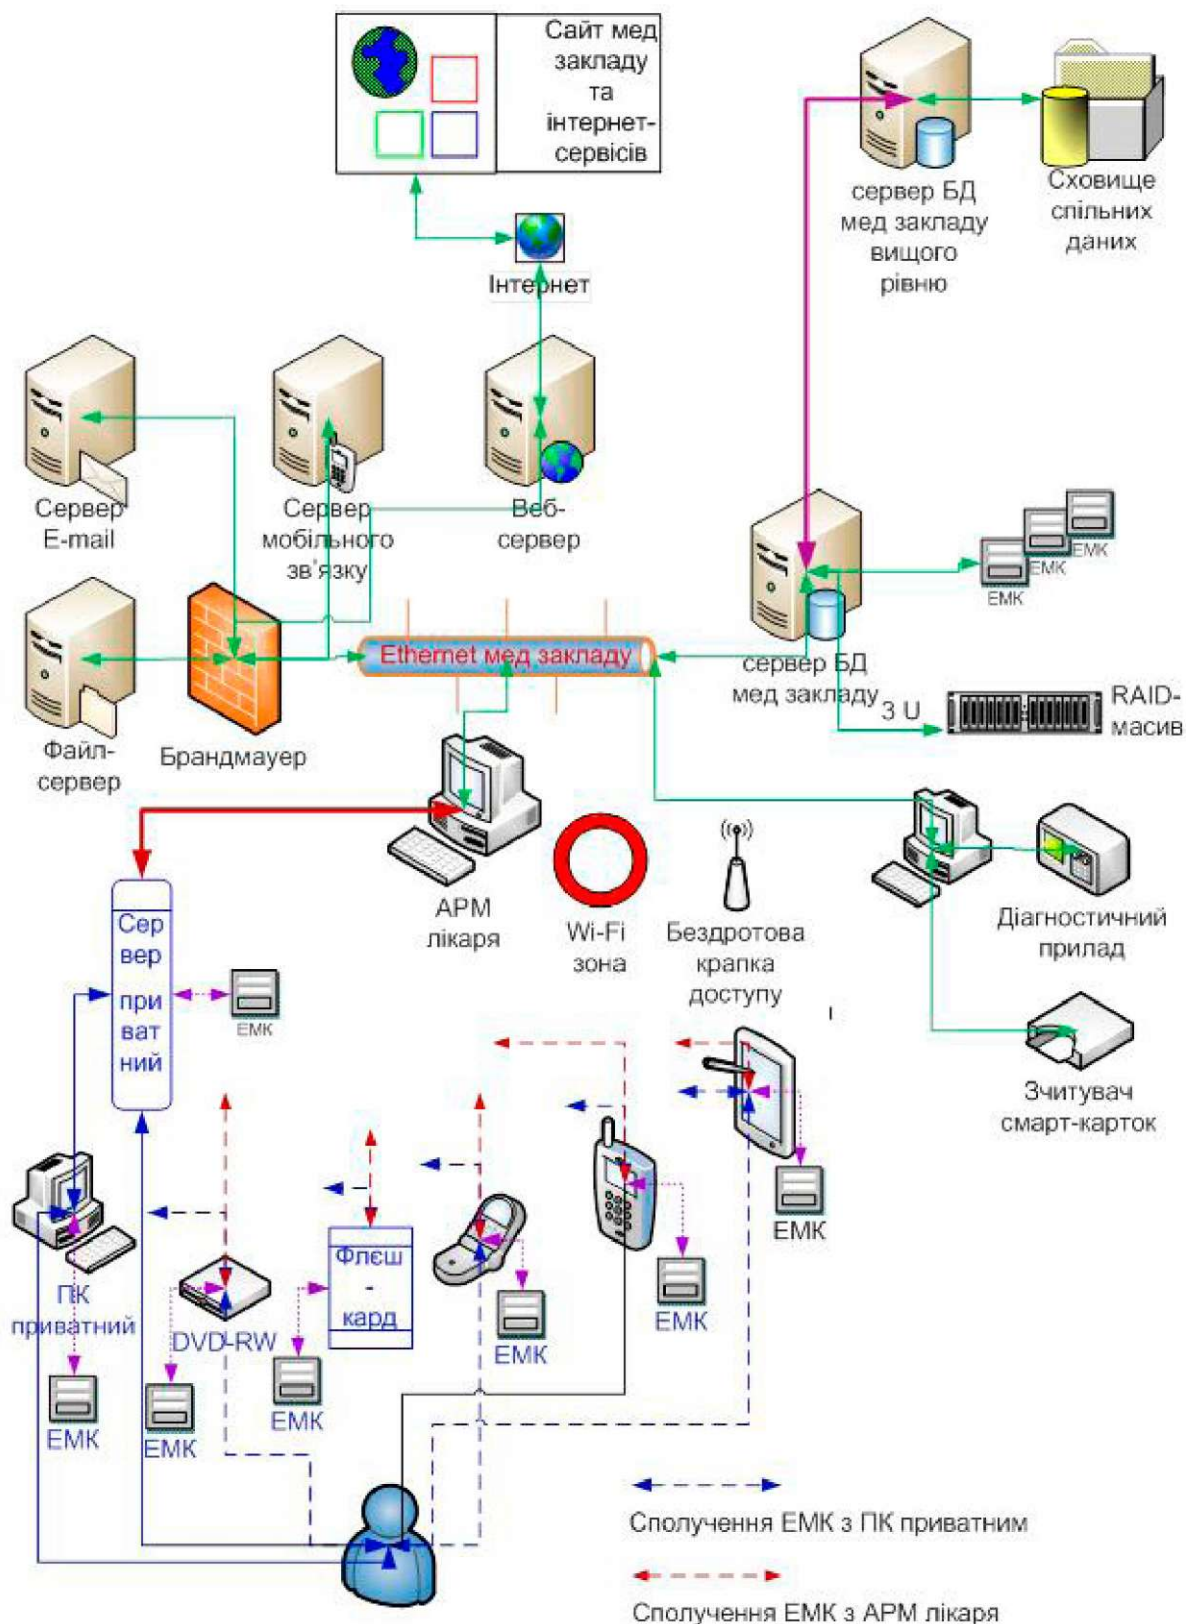 Сайт мед
закладу
та
інтернет-
сервісів
сервер БД
мед закладу
вищого
рівню
Сховище
спільних
даних
Інтернет
Сервер
E-mail
Сервер
мобільного
зв'язку
Веб-
сервер
ЕМК
ЕМК
ЕМК
Ethernet мед закладу
сервер БД
мед закладу
3 U
RAID-
масив
Файл-
сервер
Брандмауер
АРМ
лікаря
Wi-Fi
зона
Бездротова
крапка
доступу
Діагностичний
прилад
Сер
вер
при
ват
ний
ЕМК
Зчитувач
смарт-карток
ЕМК
ПК
приватний
DVD-RW
Флєш
-
кард
ЕМК
ЕМК
ЕМК
ЕМК
ЕМК
Сполучення ЕМК з ПК приватним
Сполучення ЕМК з АРМ лікаря